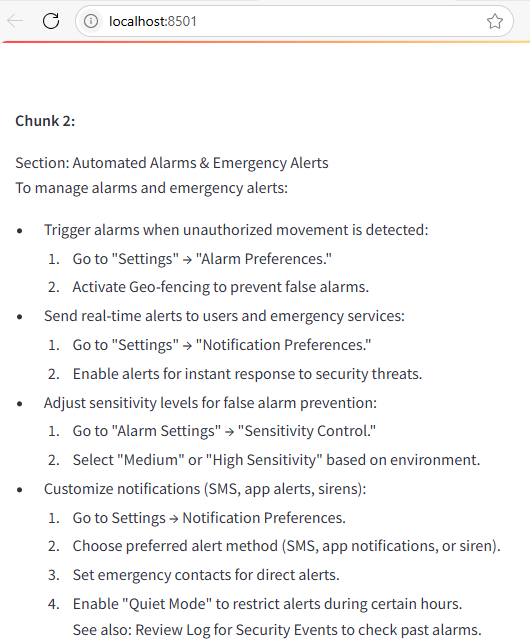 localhost:8501
Chunk 2:
Section: Automated Alarms & Emergency Alerts
To manage alarms and emergency alerts:
• Trigger alarms when unauthorized movement is detected:
1. Go to "Settings" → "Alarm Preferences."
2. Activate Geo-fencing to prevent false alarms.
• Send real-time alerts to users and emergency services:
1. Go to "Settings" → "Notification Preferences."
2. Enable alerts for instant response to security threats.
• Adjust sensitivity levels for false alarm prevention:
1. Go to "Alarm Settings" → "Sensitivity Control."
2. Select "Medium" or "High Sensitivity" based on environment.
• Customize notifications (SMS, app alerts, sirens):
1. Go to Settings → Notification Preferences.
2. Choose preferred alert method (SMS, app notifications, or siren).
3. Set emergency contacts for direct alerts.
4. Enable "Quiet Mode" to restrict alerts during certain hours.
See also: Review Log for Security Events to check past alarms.